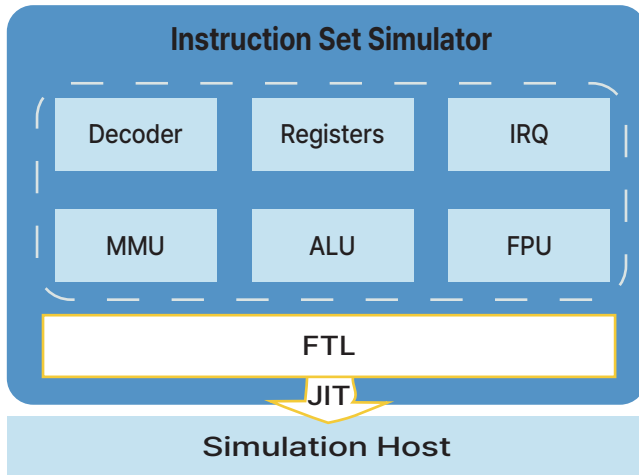 Instruction Set Simulator
Decoder Registers IRQ
MMU ALU FPU
FTL
JIT
Simulation Host